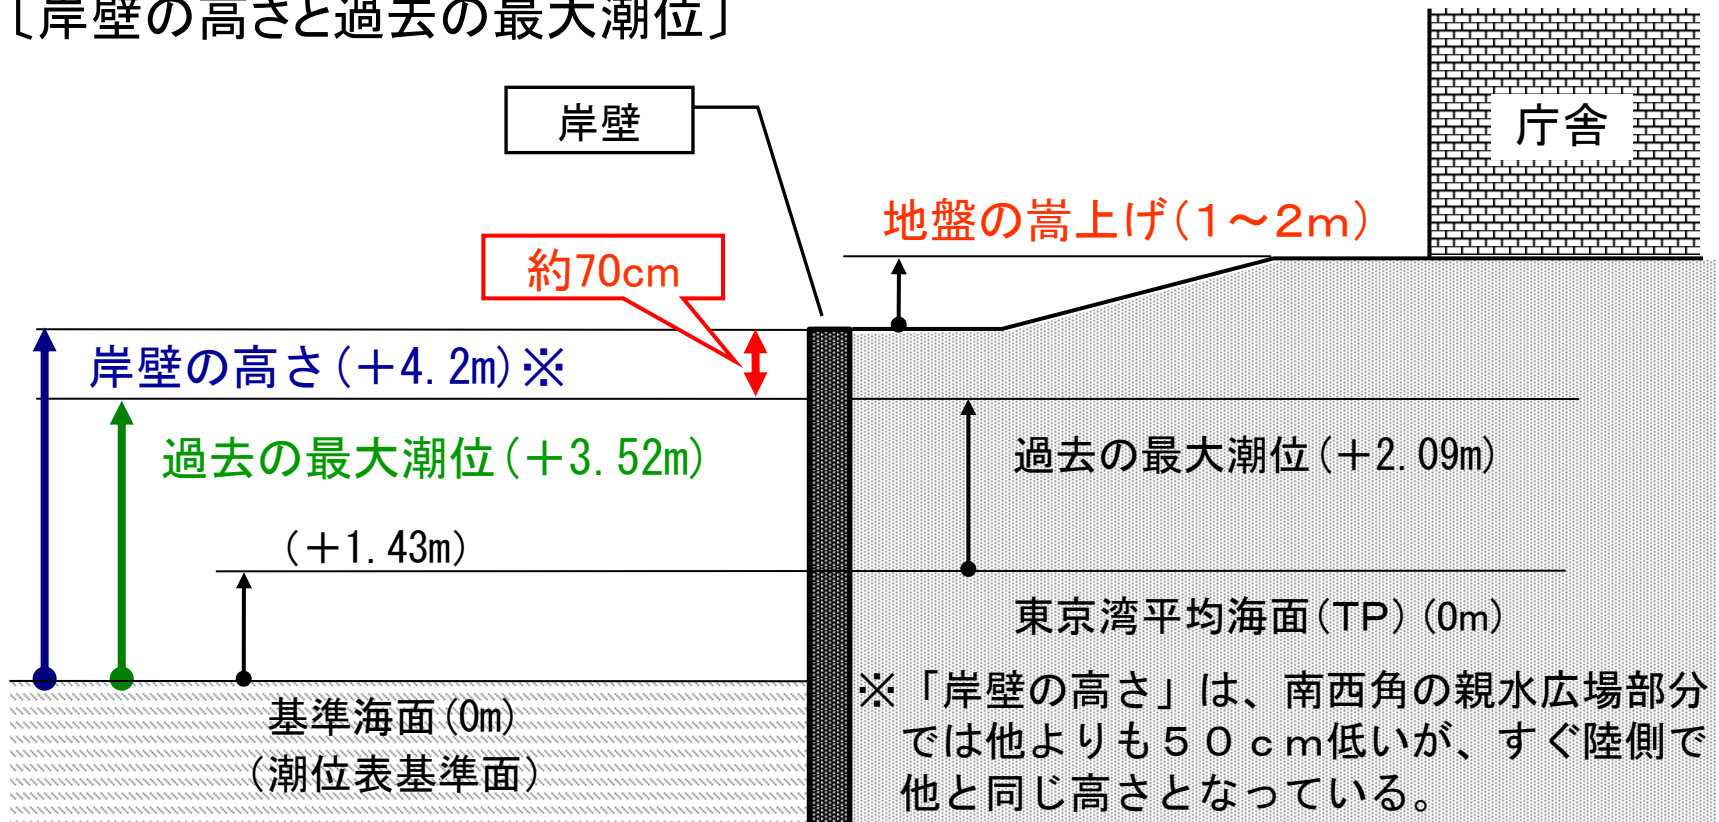 〔岸壁の高さと過去の最大潮位〕
岸壁
庁舎
地盤の嵩上げ(1～2m)
約70cm
岸壁の高さ(＋4.2m)※
過去の最大潮位(＋3.52m)
過去の最大潮位(＋2.09m)
(＋1.43m)
東京湾平均海面(TP)(0m)
基準海面(0m)
(潮位表基準面)
※「岸壁の高さ」は、南西角の親水広場部分
では他よりも５０ｃｍ低いが、すぐ陸側で
他と同じ高さとなっている。